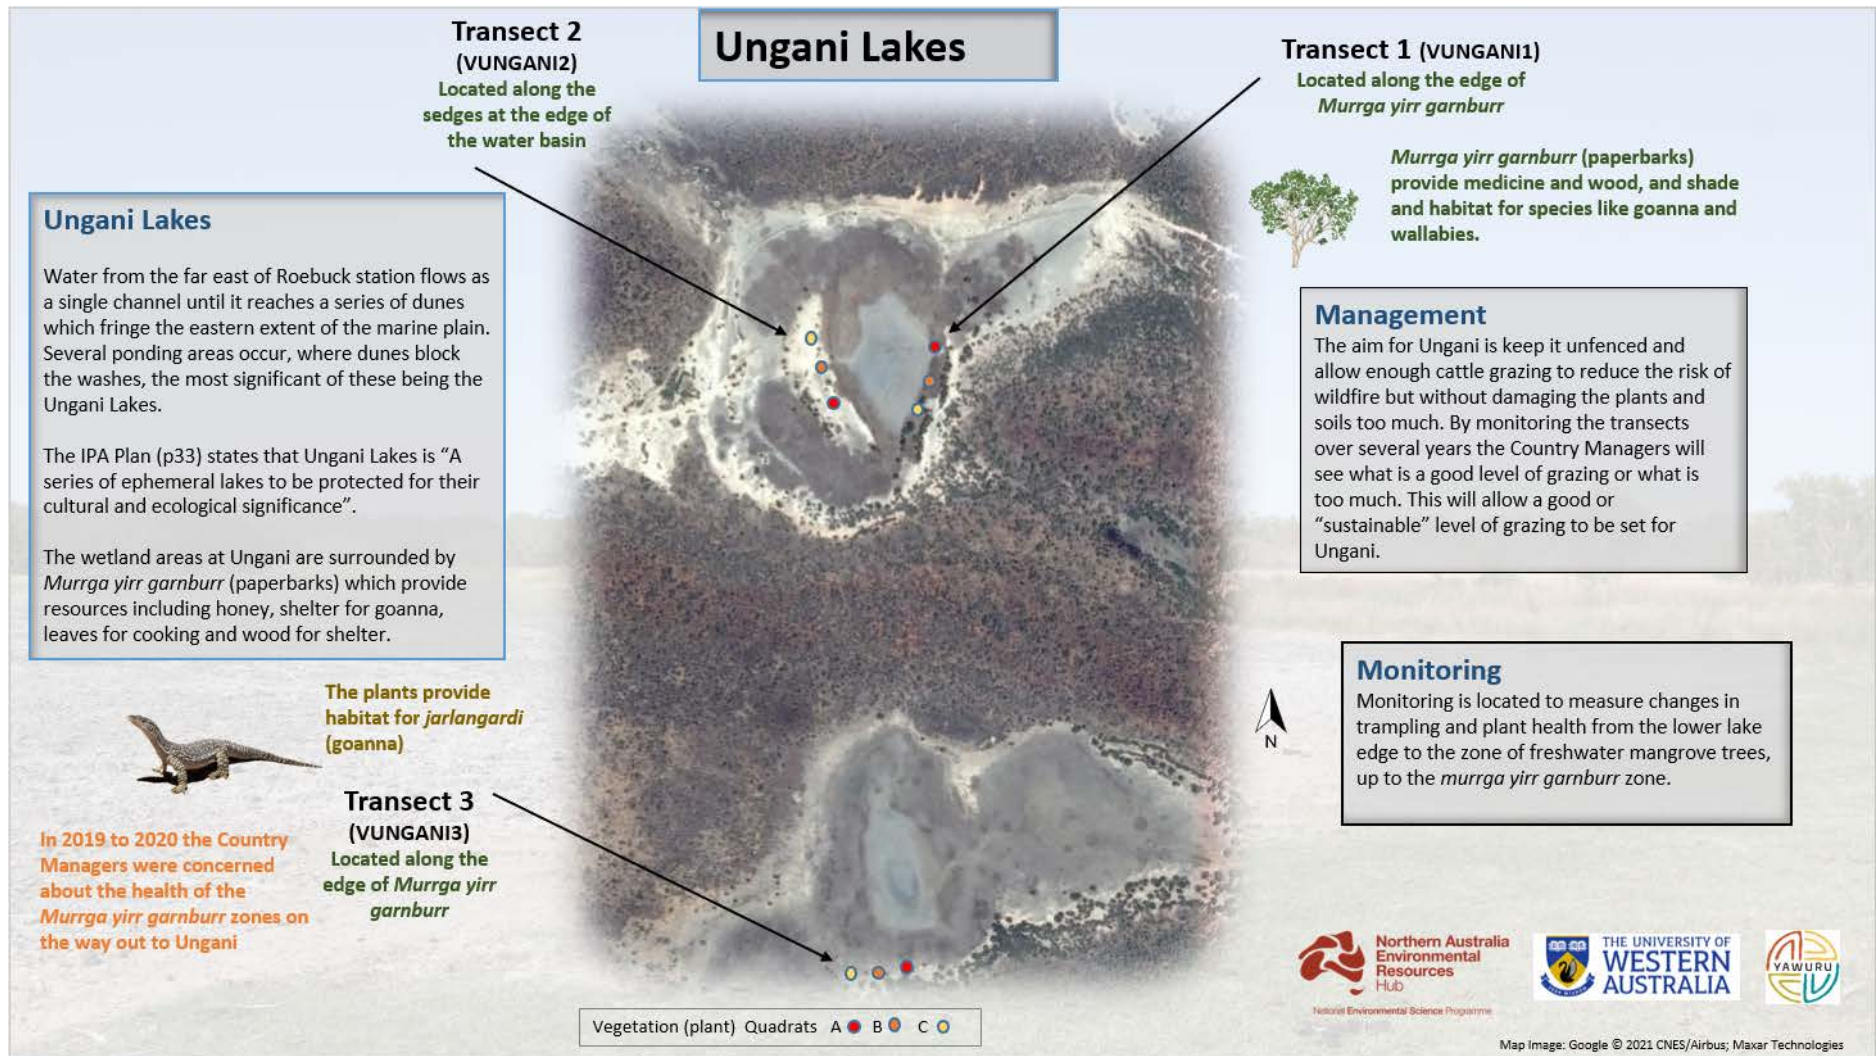 Ungani Lakes
Transect 2
(VUNGANI2)
Located along the
sedges at the edge of
the water basin
Transect 1 (VUNGANI1)
Located along the edge of
Murrga yirr garnburr
Murrga yirr garnburr (paperbarks)
provide medicine and wood, and shade
and habitat for species like goanna and
wallabies.
Ungani Lakes
Water from the far east of Roebuck station flows as
a single channel until it reaches a series of dunes
which fringe the eastern extent of the marine plain.
Several ponding areas occur, where dunes block
the washes, the most significant of these being the
Ungani Lakes.
The IPA Plan (p33) states that Ungani Lakes is “A
series of ephemeral lakes to be protected for their
cultural and ecological significance”.
The wetland areas at Ungani are surrounded by
Murrga yirr garnburr (paperbarks) which provide
resources including honey, shelter for goanna,
leaves for cooking and wood for shelter.
Management
The aim for Ungani is keep it unfenced and
allow enough cattle grazing to reduce the risk of
wildfire but without damaging the plants and
soils too much. By monitoring the transects
over several years the Country Managers will
see what is a good level of grazing or what is
too much. This will allow a good or
“sustainable” level of grazing to be set for
Ungani.
Monitoring
Monitoring is located to measure changes in
trampling and plant health from the lower lake
edge to the zone of freshwater mangrove trees,
up to the murrga yirr garnburr zone.
N
The plants provide
habitat for jarlangardi
(goanna)
Transect 3
(VUNGANI3)
Located along the
edge of Murrga yirr
garnburr
In 2019 to 2020 the Country
Managers were concerned
about the health of the
Murrga yirr garnburr zones on
the way out to Ungani
Vegetation (plant) Quadrats A B C
Northern Australia
Environmental
Resources
Hub
National Environmental Science Programme
THE UNIVERSITY OF
WESTERN
AUSTRALIA
YAWURU
Map Image: Google © 2021 CNES/Airbus; Maxar Technologies